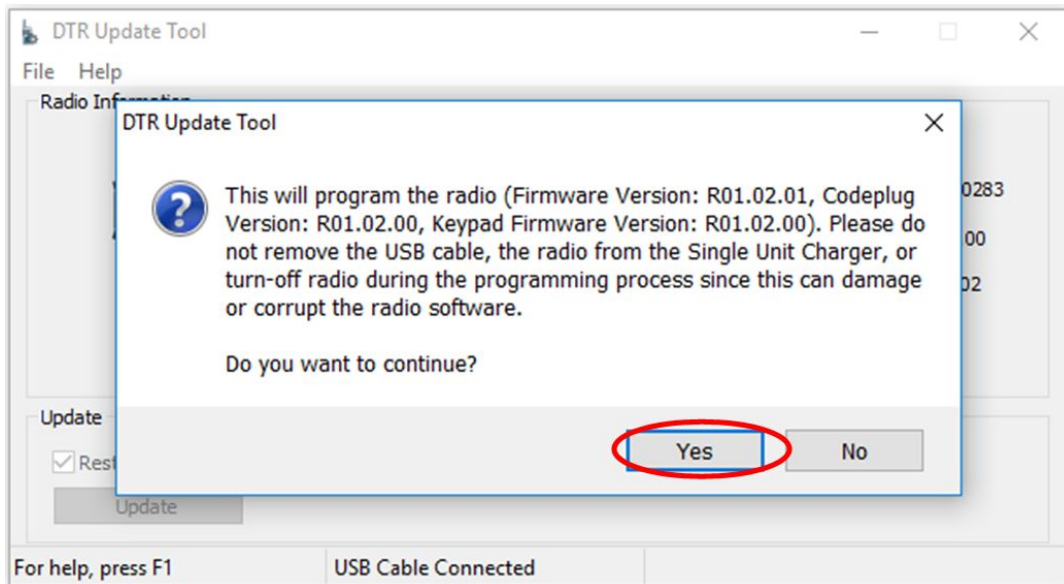 DTR Update Tool
File Help
Radio Information
DTR Update Tool
This will program the radio (Firmware Version: R01.02.01, Codeplug
Version: R01.02.00, Keypad Firmware Version: R01.02.00). Please do
not remove the USB cable, the radio from the Single Unit Charger, or
turn-off radio during the programming process since this can damage
or corrupt the radio software.
Do you want to continue?
0283
00
02
Update
Rest
Yes No
Update
For help, press F1 USB Cable Connected